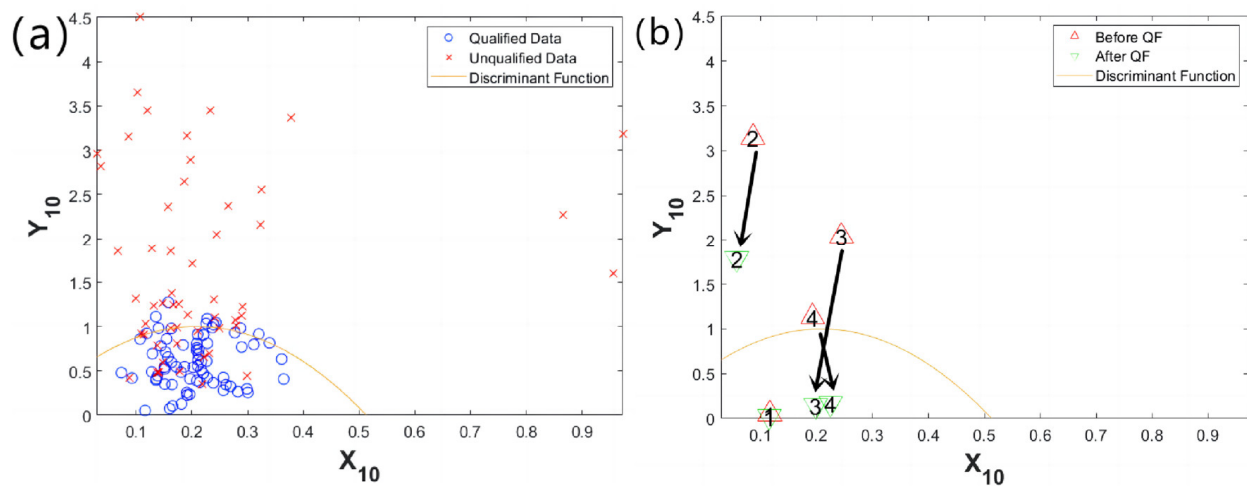 (a)
4.5
4
3.5
3
2.5
2
1.5
1
0.5
0
Y10
0.1 0.2 0.3 0.4 0.5 0.6 0.7 0.8 0.9
X10
Qualified Data
Unqualified Data
Discriminant Function
(b)
4.5
4
3.5
3
2.5
2
1.5
1
0.5
0
Y10
0.1 0.2 0.3 0.4 0.5 0.6 0.7 0.8 0.9
X10
Before QF
After QF
Discriminant Function
2
2
3
4
3 4
1